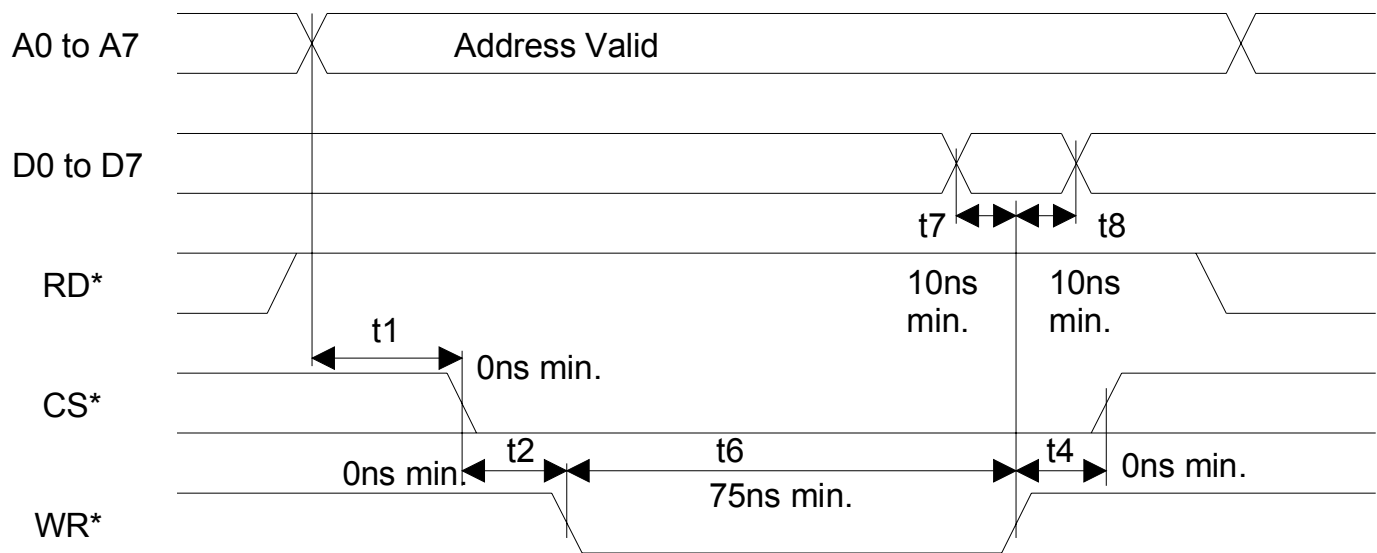 A0 to A7
Address Valid
D0 to D7
t7
t8
RD*
10ns
min.
10ns
min.
t1
0ns min.
CS*
t2
t6
t4
0ns min.
75ns min.
0ns min.
WR*